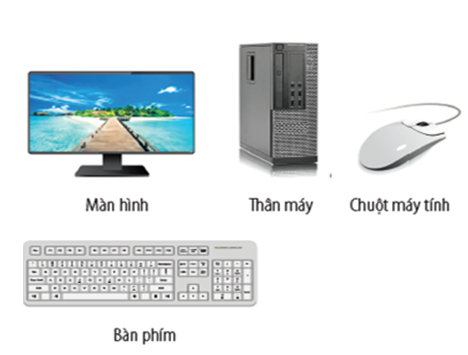 Màn hình
Thân máy
Chuột máy tính
Bàn phím